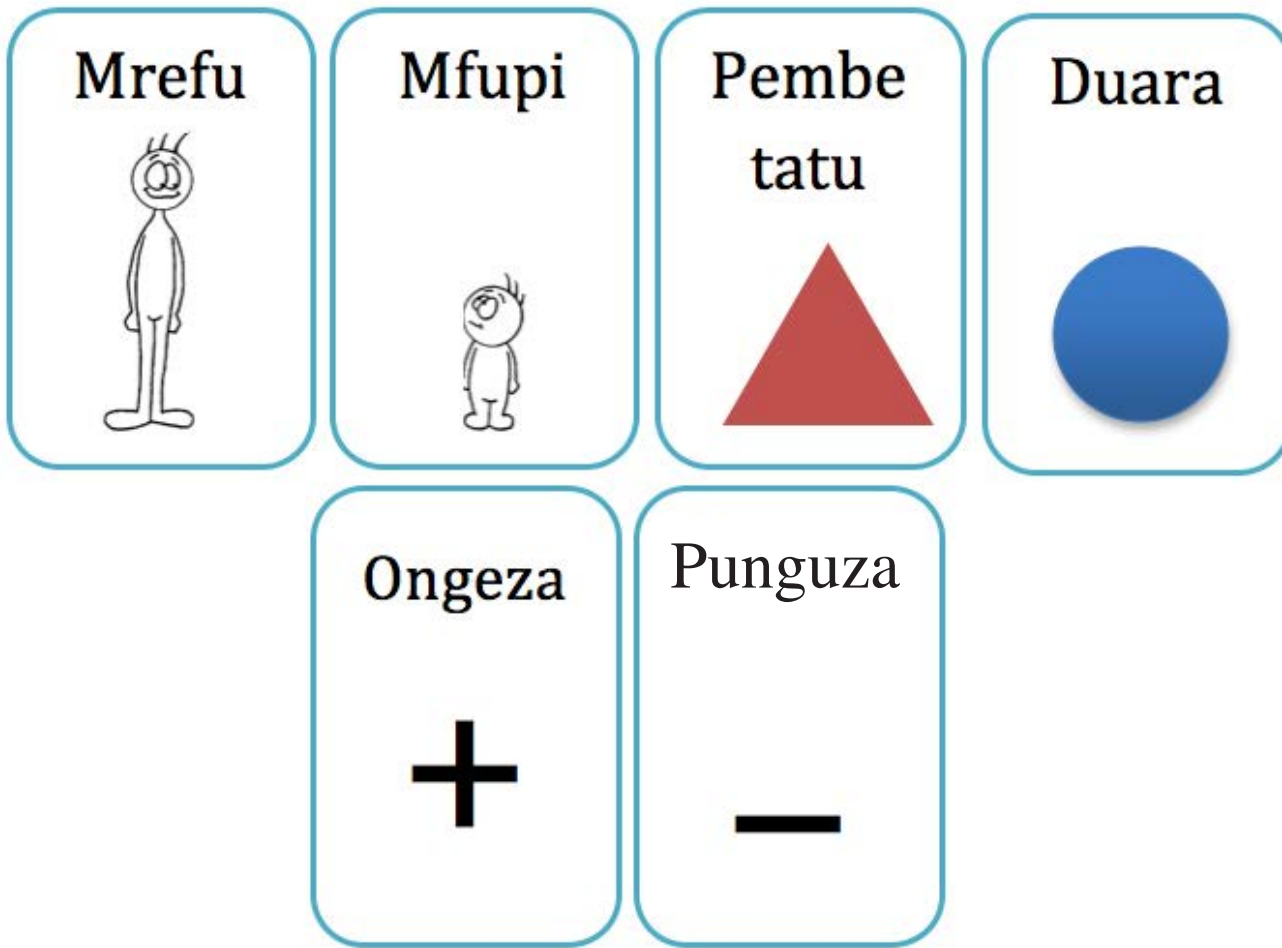 Mrefu
Mfupi
Pembe
tatu
Duara
Ongeza
+
Punguza
–